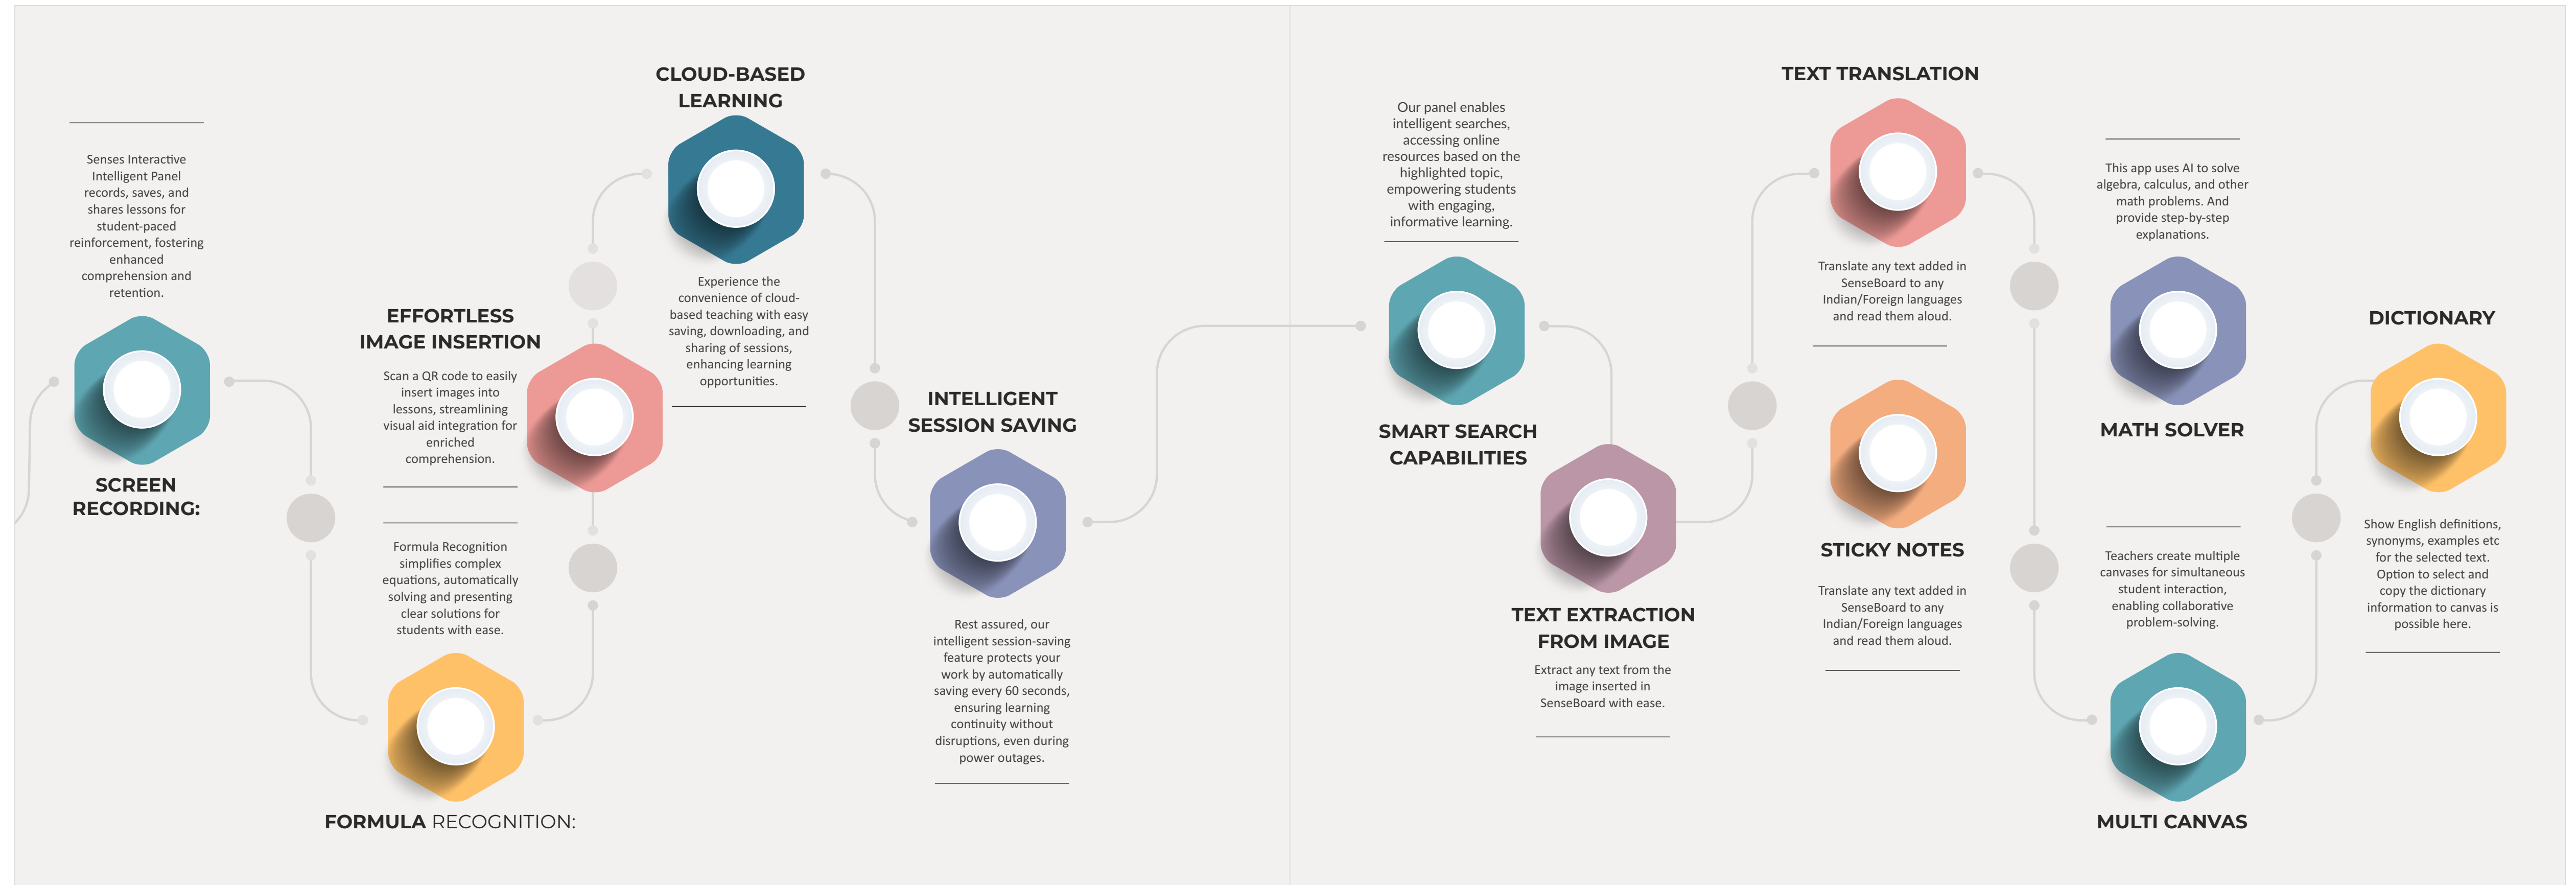 Senses Interactive
Intelligent Panel
records, saves, and
shares lessons for
student-paced
reinforcement, fostering
enhanced
comprehension and
retention.
SCREEN
RECORDING:
EFFORTLESS
IMAGE INSERTION
Scan a QR code to easily
insert images into
lessons, streamlining
visual aid integration for
enriched
comprehension.
Formula Recognition
simplifies complex
equations, automatically
solving and presenting
clear solutions for
students with ease.
FORMULA RECOGNITION:
CLOUD-BASED
LEARNING
Experience the
convenience of cloud-
based teaching with easy
saving, downloading, and
sharing of sessions,
enhancing learning
opportunities.
INTELLIGENT
SESSION SAVING
Rest assured, our
intelligent session-saving
feature protects your
work by automatically
saving every 60 seconds,
ensuring learning
continuity without
disruptions, even during
power outages.
Our panel enables
intelligent searches,
accessing online
resources based on the
highlighted topic,
empowering students
with engaging,
informative learning.
SMART SEARCH
CAPABILITIES
TEXT EXTRACTION
FROM IMAGE
Extract any text from the
image inserted in
SenseBoard with ease.
TEXT TRANSLATION
Translate any text added in
SenseBoard to any
Indian/Foreign languages
and read them aloud.
STICKY NOTES
Translate any text added in
SenseBoard to any
Indian/Foreign languages
and read them aloud.
This app uses AI to solve
algebra, calculus, and other
math problems. And
provide step-by-step
explanations.
MATH SOLVER
Teachers create multiple
canvases for simultaneous
student interaction,
enabling collaborative
problem-solving.
MULTI CANVAS
DICTIONARY
Show English definitions,
synonyms, examples etc
for the selected text.
Option to select and
copy the dictionary
information to canvas is
possible here.